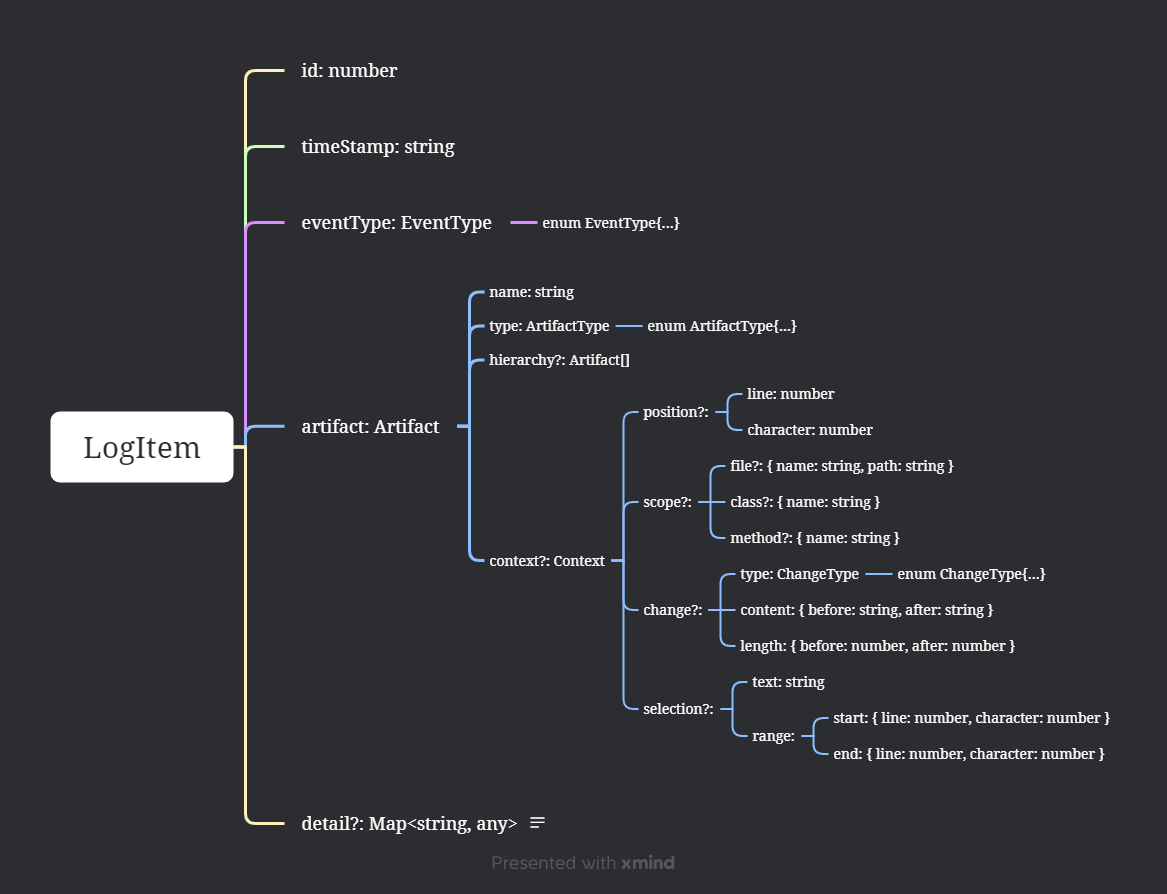 id: number
timeStamp: string
eventType: EventType
enum EventType{...}
name: string
type: ArtifactType
enum ArtifactType{...}
hierarchy?: Artifact[]
position?:
line: number
character: number
artifact: Artifact
LogItem
file?: { name: string, path: string }
scope?:
class?: { name: string }
method?: { name: string }
context?: Context
type: ChangeType
enum ChangeType{...}
change?:
content: { before: string, after: string }
length: { before: number, after: number }
text: string
selection?:
start: { line: number, character: number }
range:
end: { line: number, character: number }
detail?: Map<string, any>
Presented with xmind